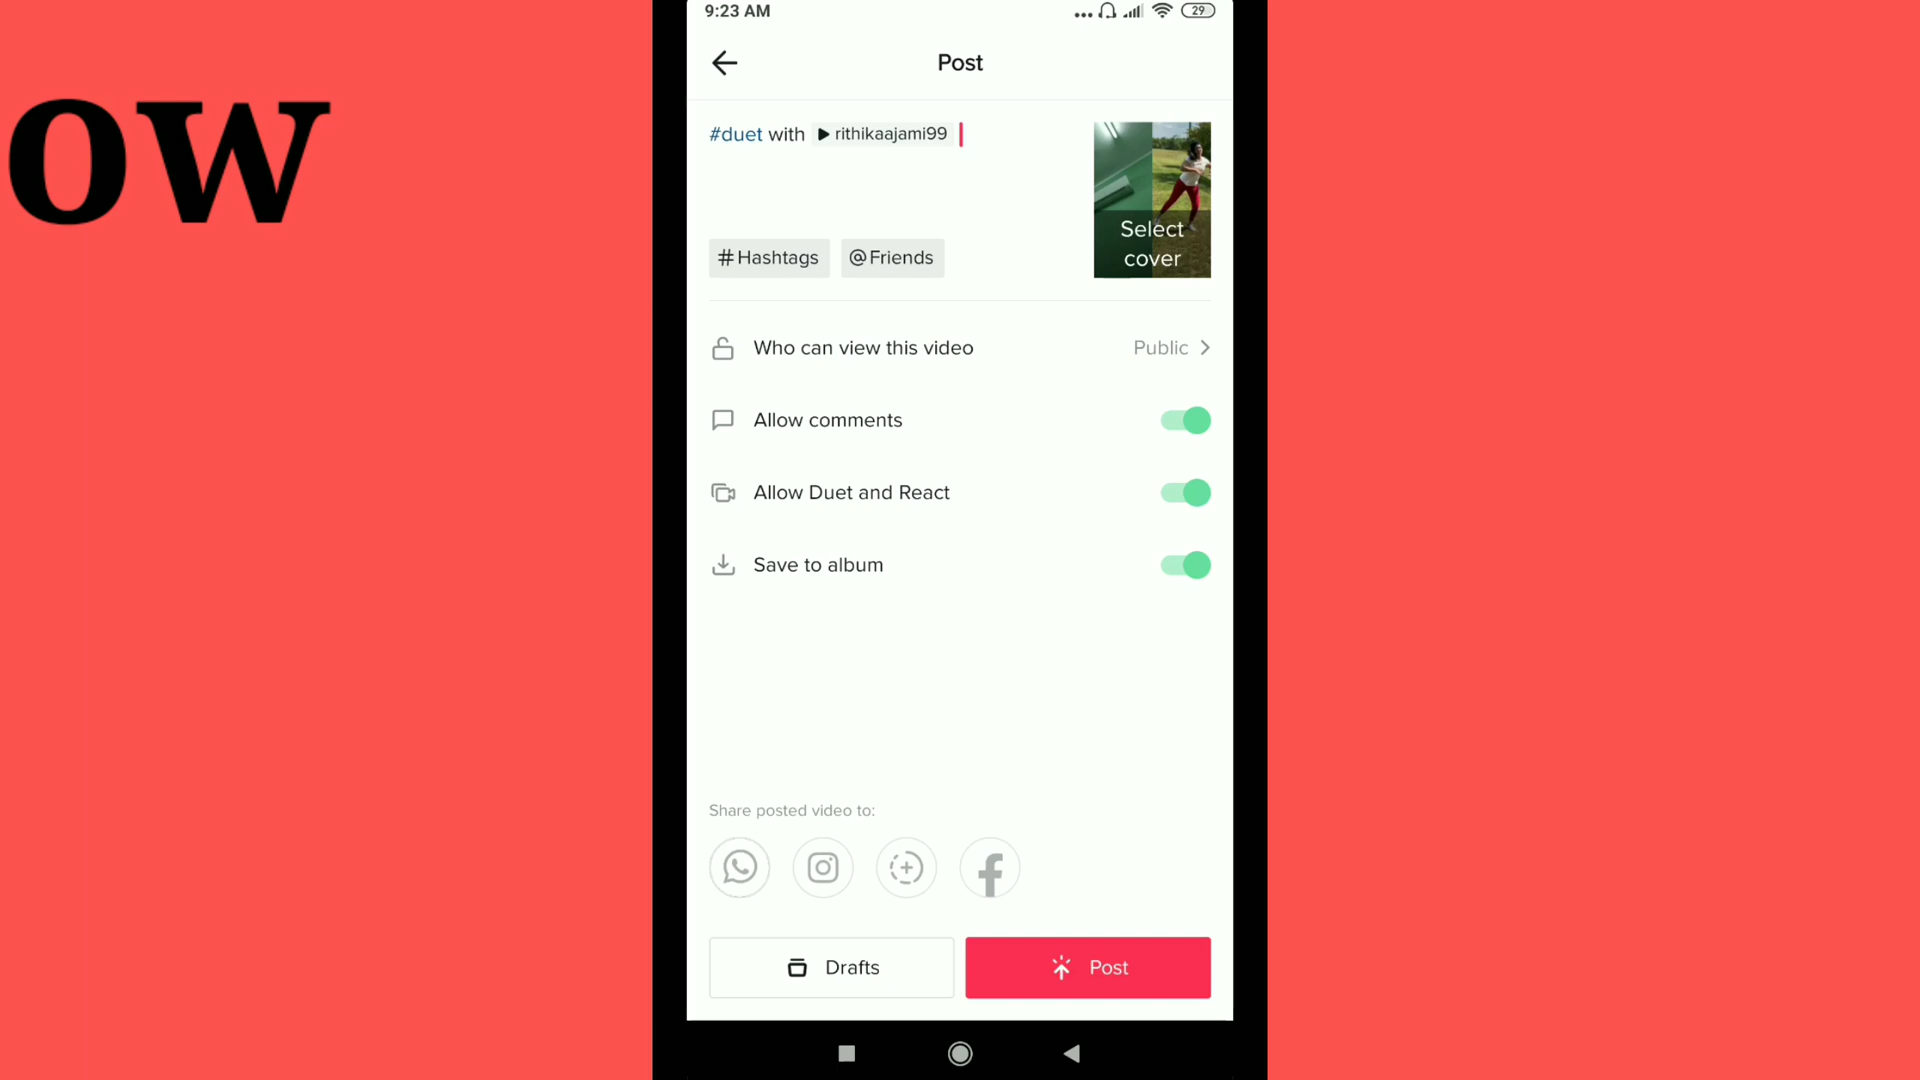 ow
9:23 AM
29
Post
#duet with rithikaajami99
Select
cover
#Hashtags @Friends
Who can view this video Public
Allow comments
Allow Duet and React
Save to album
Share posted video to:
Drafts Post